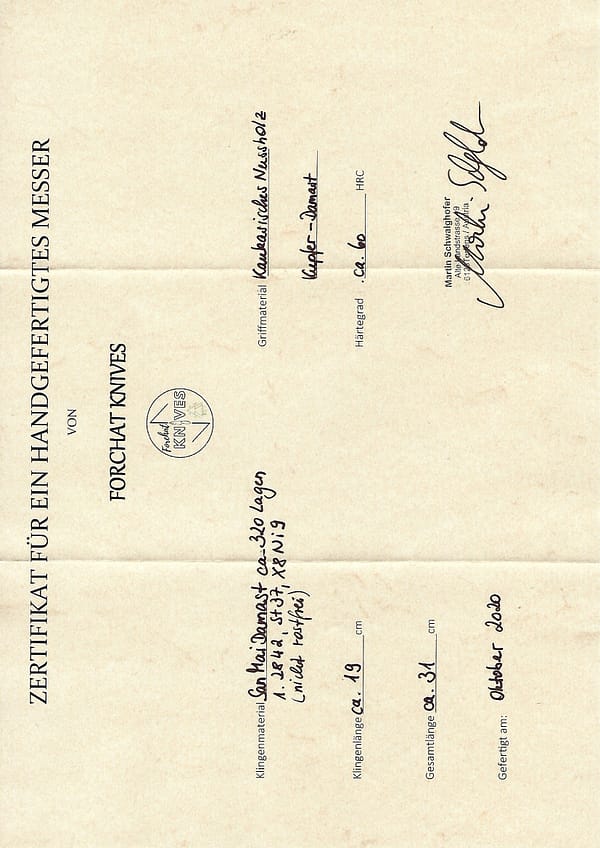 ZERTIFIKAT FÜR EIN HANDGEFERTIGTES MESSER
VON
FORCHAT KNIVES
Forchat
KNIVES
Klingenmaterial San Mai Damast ca. 320 Lagen
1.2842, St37, X8Ni9
(nicht rostfrei)
Klingenlänge ca. 19 cm
Gesamtlänge ca. 31 cm
Gefertigt am: Oktober 2020
Griffmaterial Kaukasisches Nussholz
Kupfer-Damast
Härtegrad ca. 60 HRC
Martin Schwalghofer
/ Austria